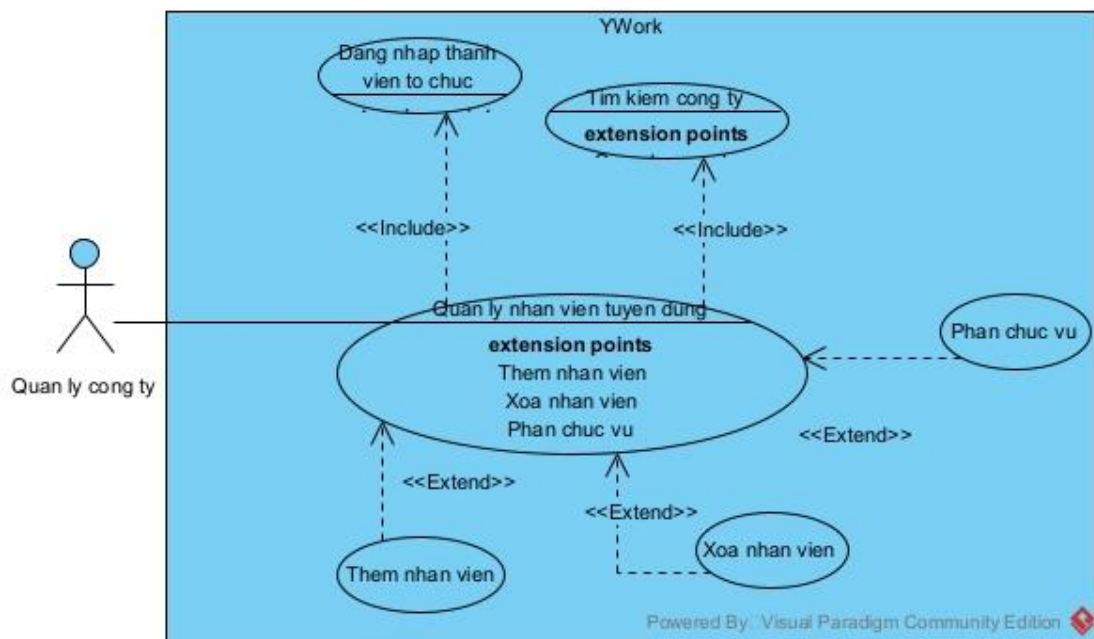 YWork
Dang nhap thanh
vien to chuc
Tim kiem cong ty
extension points
<<Include>>
<<Include>>
Quan ly nhan vien tuyen dung
extension points
Them nhan vien
Xoa nhan vien
Phan chuc vu
Phan chuc vu
Quan ly cong ty
<<Extend>>
<<Extend>>
<<Extend>>
Them nhan vien
Xoa nhan vien
Powered By: Visual Paradigm Community Edition